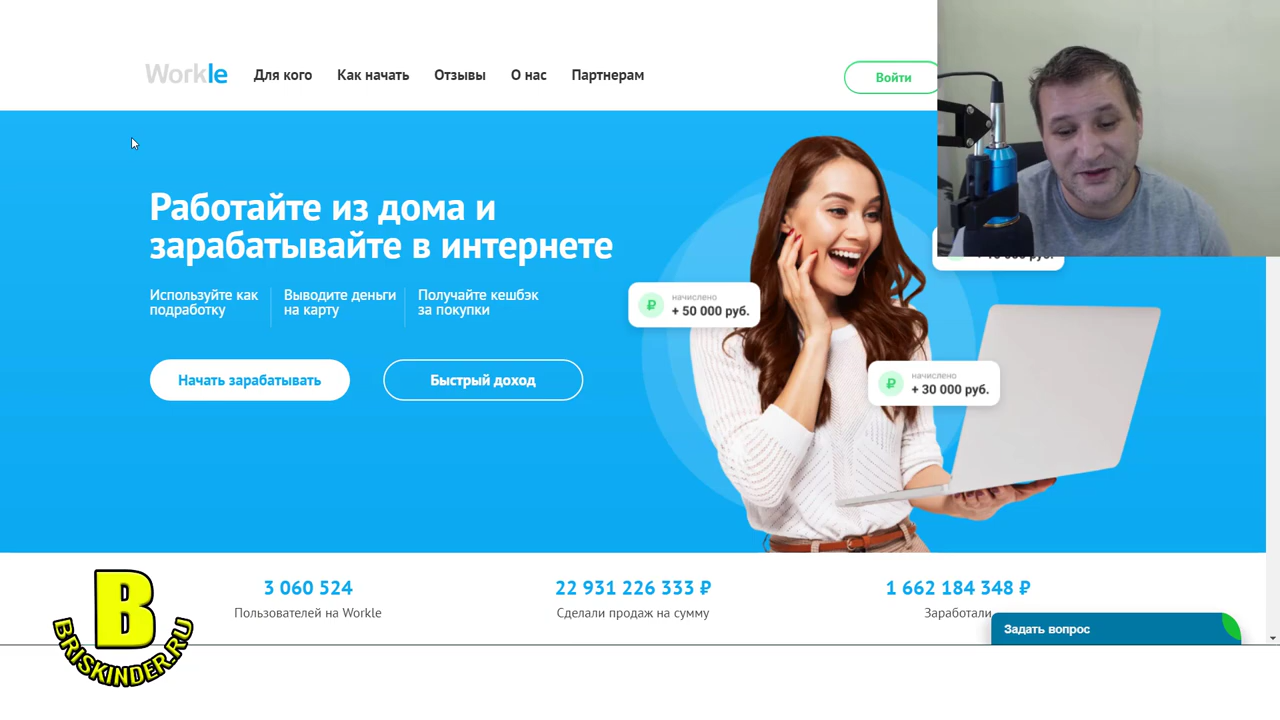 Workle
Для кого
Как начать
Отзывы
О нас
Партнерам
Войти
Работайте из дома и
зарабатывайте в интернете
Используйте как
подработку
Выводите деньги
на карту
Получайте кешбэк
за покупки
Начать зарабатывать
Быстрый доход
начислено
+ 50 000 руб.
начислено
+ 30 000 руб.
3 060 524
Пользователей на Workle
22 931 226 333 ₽
Сделали продаж на сумму
1 662 184 348 ₽
Заработали
Задать вопрос
B
BRISKINDER.RU